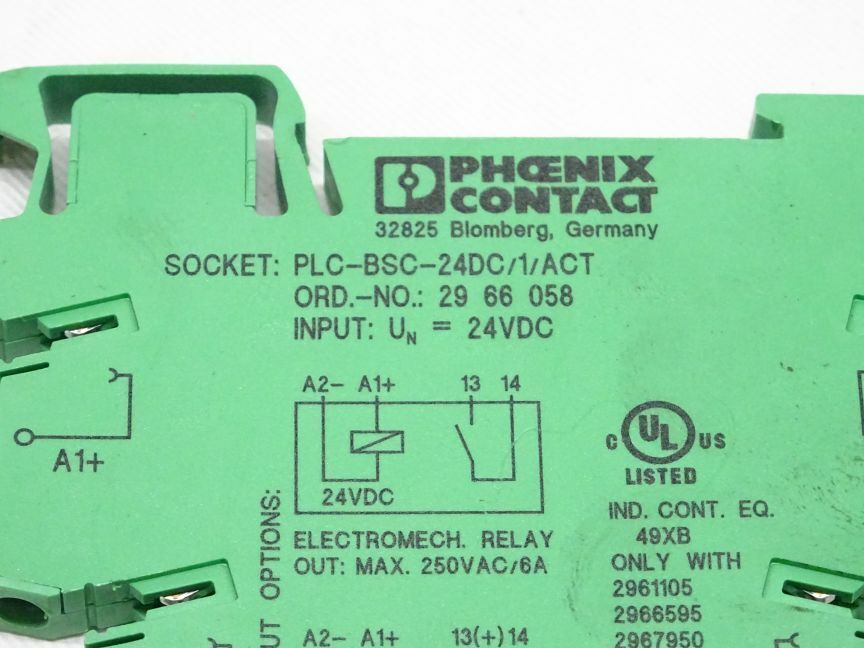 PHŒNIX
CONTACT
32825 Blomberg, Germany
SOCKET: PLC-BSC-24DC/1/ACT
ORD.-NO.: 29 66 058
INPUT: UN = 24VDC
A2- A1+ 13 14
24VDC
A1+
ELECTROMECH. RELAY
OUT: MAX. 250VAC/6A
OPTIONS:
A2- A1+ 13(+) 14
C UL US
LISTED
IND. CONT. EQ.
49XB
ONLY WITH
2961105
2966595
2967950